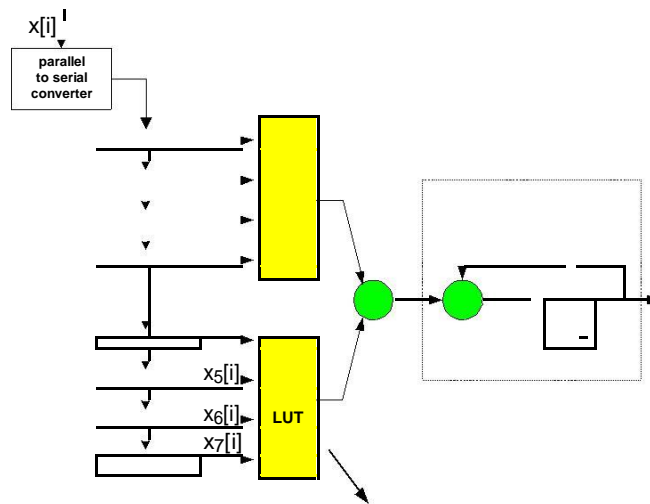 x[i]
parallel
to serial
converter
x5[i]
x6[i]
LUT
x7[i]